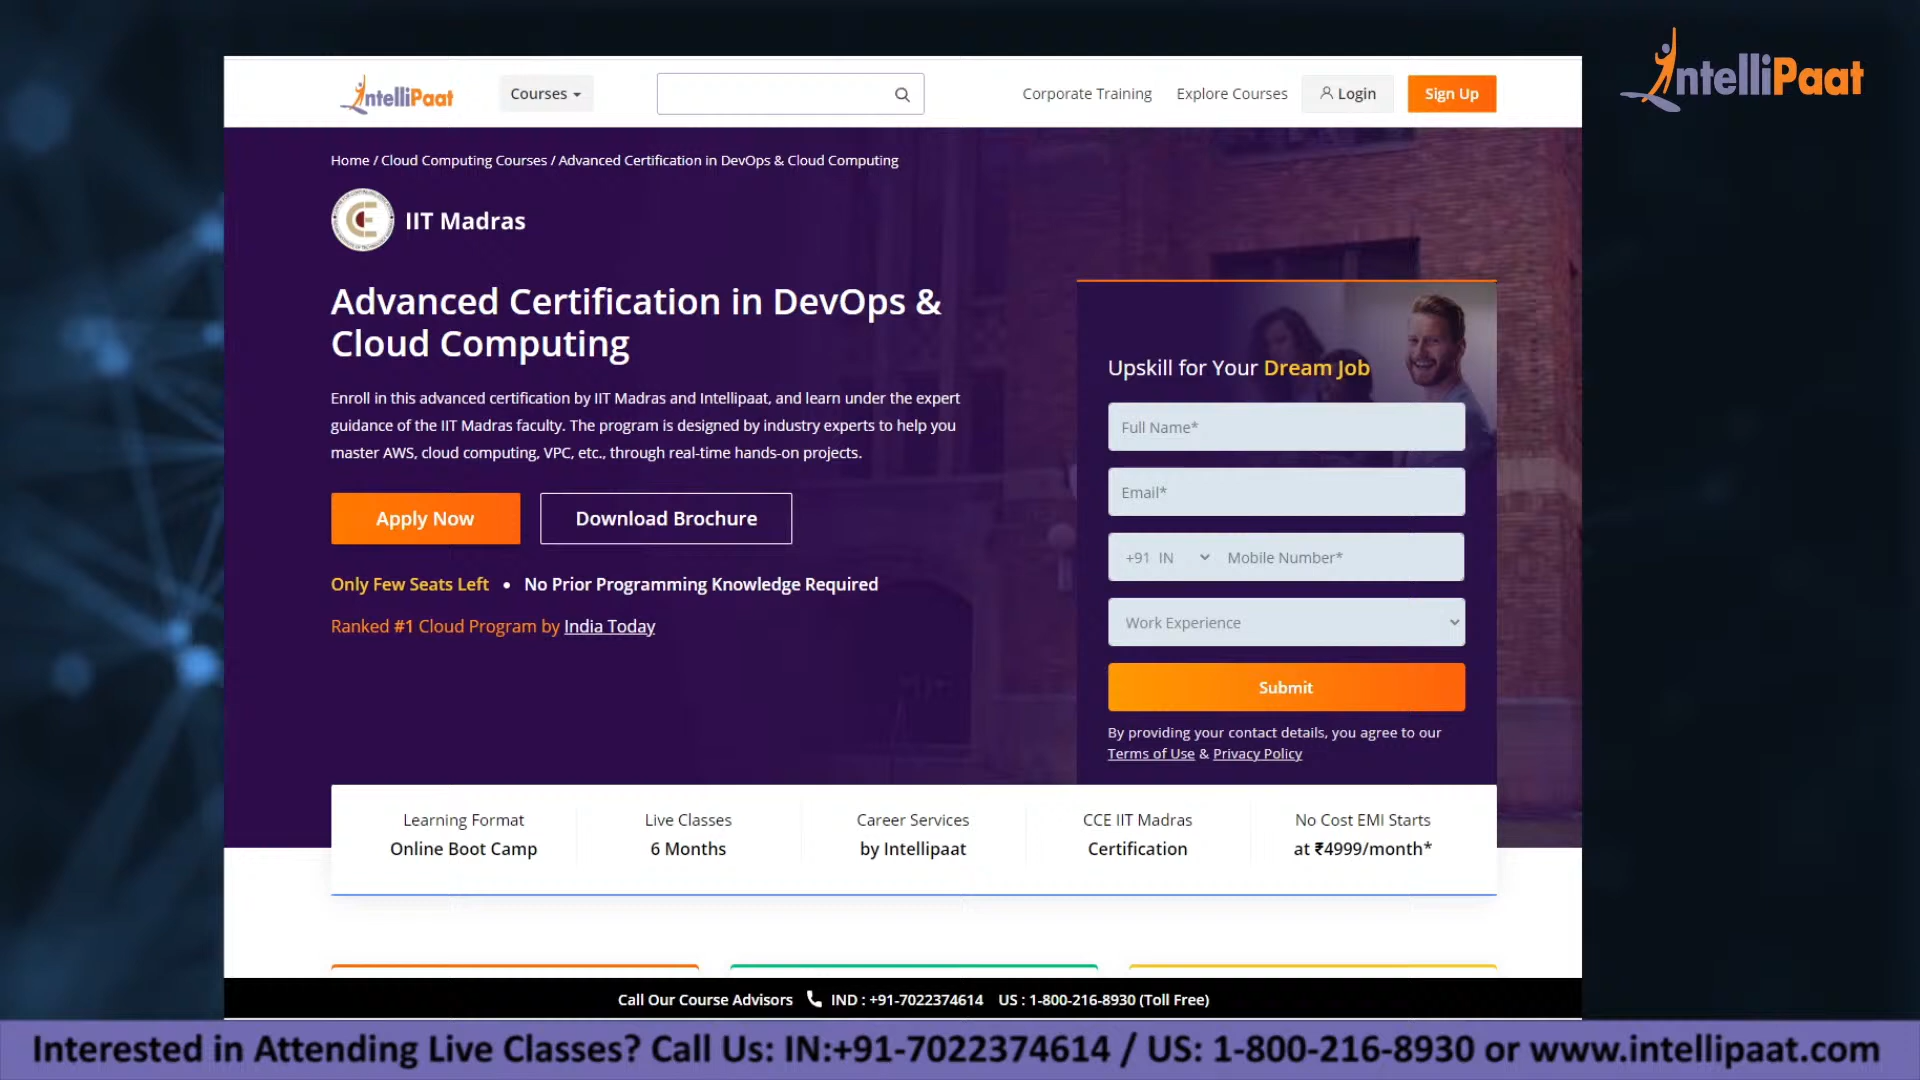 IntelliPaat
IntelliPaat Courses Corporate Training Explore Courses Login Sign Up
Home / Cloud Computing Courses / Advanced Certification in DevOps & Cloud Computing
IIT Madras
Advanced Certification in DevOps &
Cloud Computing
Enroll in this advanced certification by IIT Madras and Intellipaat, and learn under the expert
guidance of the IIT Madras faculty. The program is designed by industry experts to help you
master AWS, cloud computing, VPC, etc., through real-time hands-on projects.
Apply Now Download Brochure
Only Few Seats Left • No Prior Programming Knowledge Required
Ranked #1 Cloud Program by India Today
Upskill for Your Dream Job
Full Name*
Email*
+91 IN Mobile Number*
Work Experience
Submit
By providing your contact details, you agree to our
Terms of Use & Privacy Policy
Learning Format
Online Boot Camp
Live Classes
6 Months
Career Services
by Intellipaat
CCE IIT Madras
Certification
No Cost EMI Starts
at ₹4999/month*
Call Our Course Advisors IND : +91-7022374614 US : 1-800-216-8930 (Toll Free)
Interested in Attending Live Classes? Call Us: IN:+91-7022374614 / US: 1-800-216-8930 or www.intellipaat.com